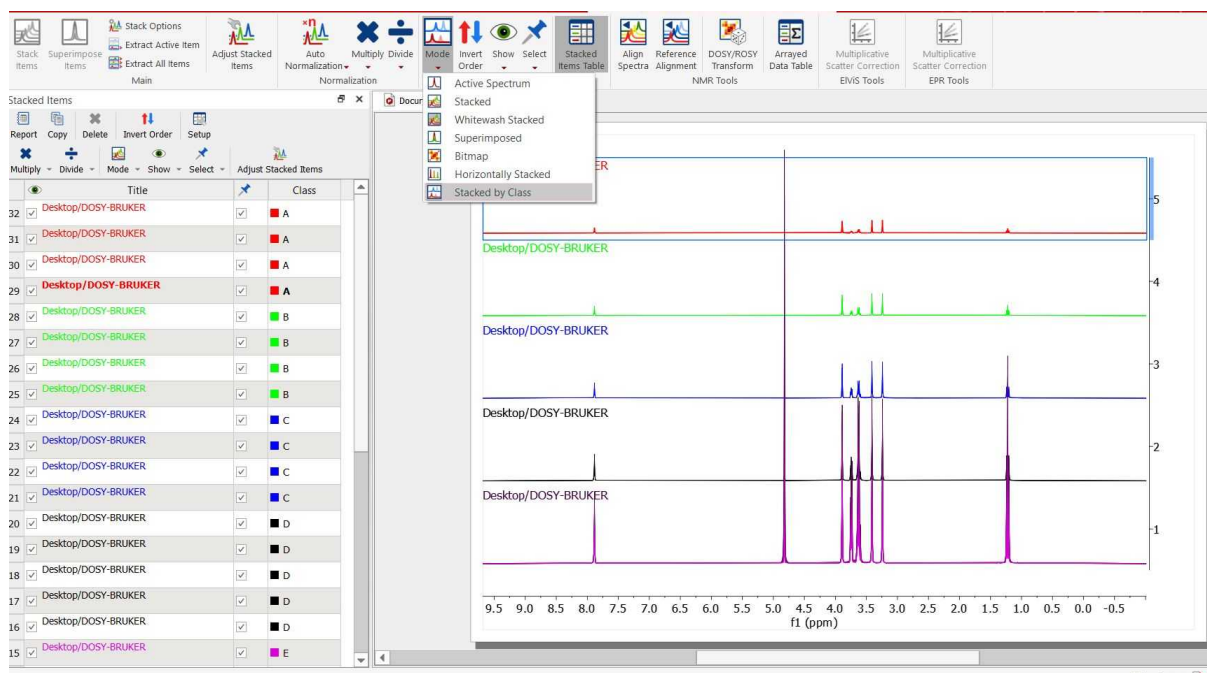 Stack Items
Superimpose Items
Stack Options
Extract Active Item
Extract All Items
Main
Adjust Stacked Items
×n
Auto Normalization
Multiply
Divide
Normalization
Mode
Invert Order
Show
Select
Stacked Items Table
Align Spectra
Reference Alignment
DOSY/ROSY Transform
Σ
Arrayed Data Table
NMR Tools
Multiplicative Scatter Correction
ElViS Tools
Multiplicative Scatter Correction
EPR Tools
Active Spectrum
Stacked
Whitewash Stacked
Superimposed
Bitmap
Horizontally Stacked
Stacked by Class
Stacked Items
Report Copy Delete Invert Order Setup
Multiply Divide Mode Show Select Adjust Stacked Items
Title Class
32 Desktop/DOSY-BRUKER A
31 Desktop/DOSY-BRUKER A
30 Desktop/DOSY-BRUKER A
29 Desktop/DOSY-BRUKER A
28 Desktop/DOSY-BRUKER B
27 Desktop/DOSY-BRUKER B
26 Desktop/DOSY-BRUKER B
25 Desktop/DOSY-BRUKER B
24 Desktop/DOSY-BRUKER C
23 Desktop/DOSY-BRUKER C
22 Desktop/DOSY-BRUKER C
21 Desktop/DOSY-BRUKER C
20 Desktop/DOSY-BRUKER D
19 Desktop/DOSY-BRUKER D
18 Desktop/DOSY-BRUKER D
17 Desktop/DOSY-BRUKER D
16 Desktop/DOSY-BRUKER D
15 Desktop/DOSY-BRUKER E
Docur
ER
5
Desktop/DOSY-BRUKER
4
Desktop/DOSY-BRUKER
3
Desktop/DOSY-BRUKER
2
Desktop/DOSY-BRUKER
1
9.5 9.0 8.5 8.0 7.5 7.0 6.5 6.0 5.5 5.0 4.5 4.0 3.5 3.0 2.5 2.0 1.5 1.0 0.5 0.0 -0.5
f1 (ppm)